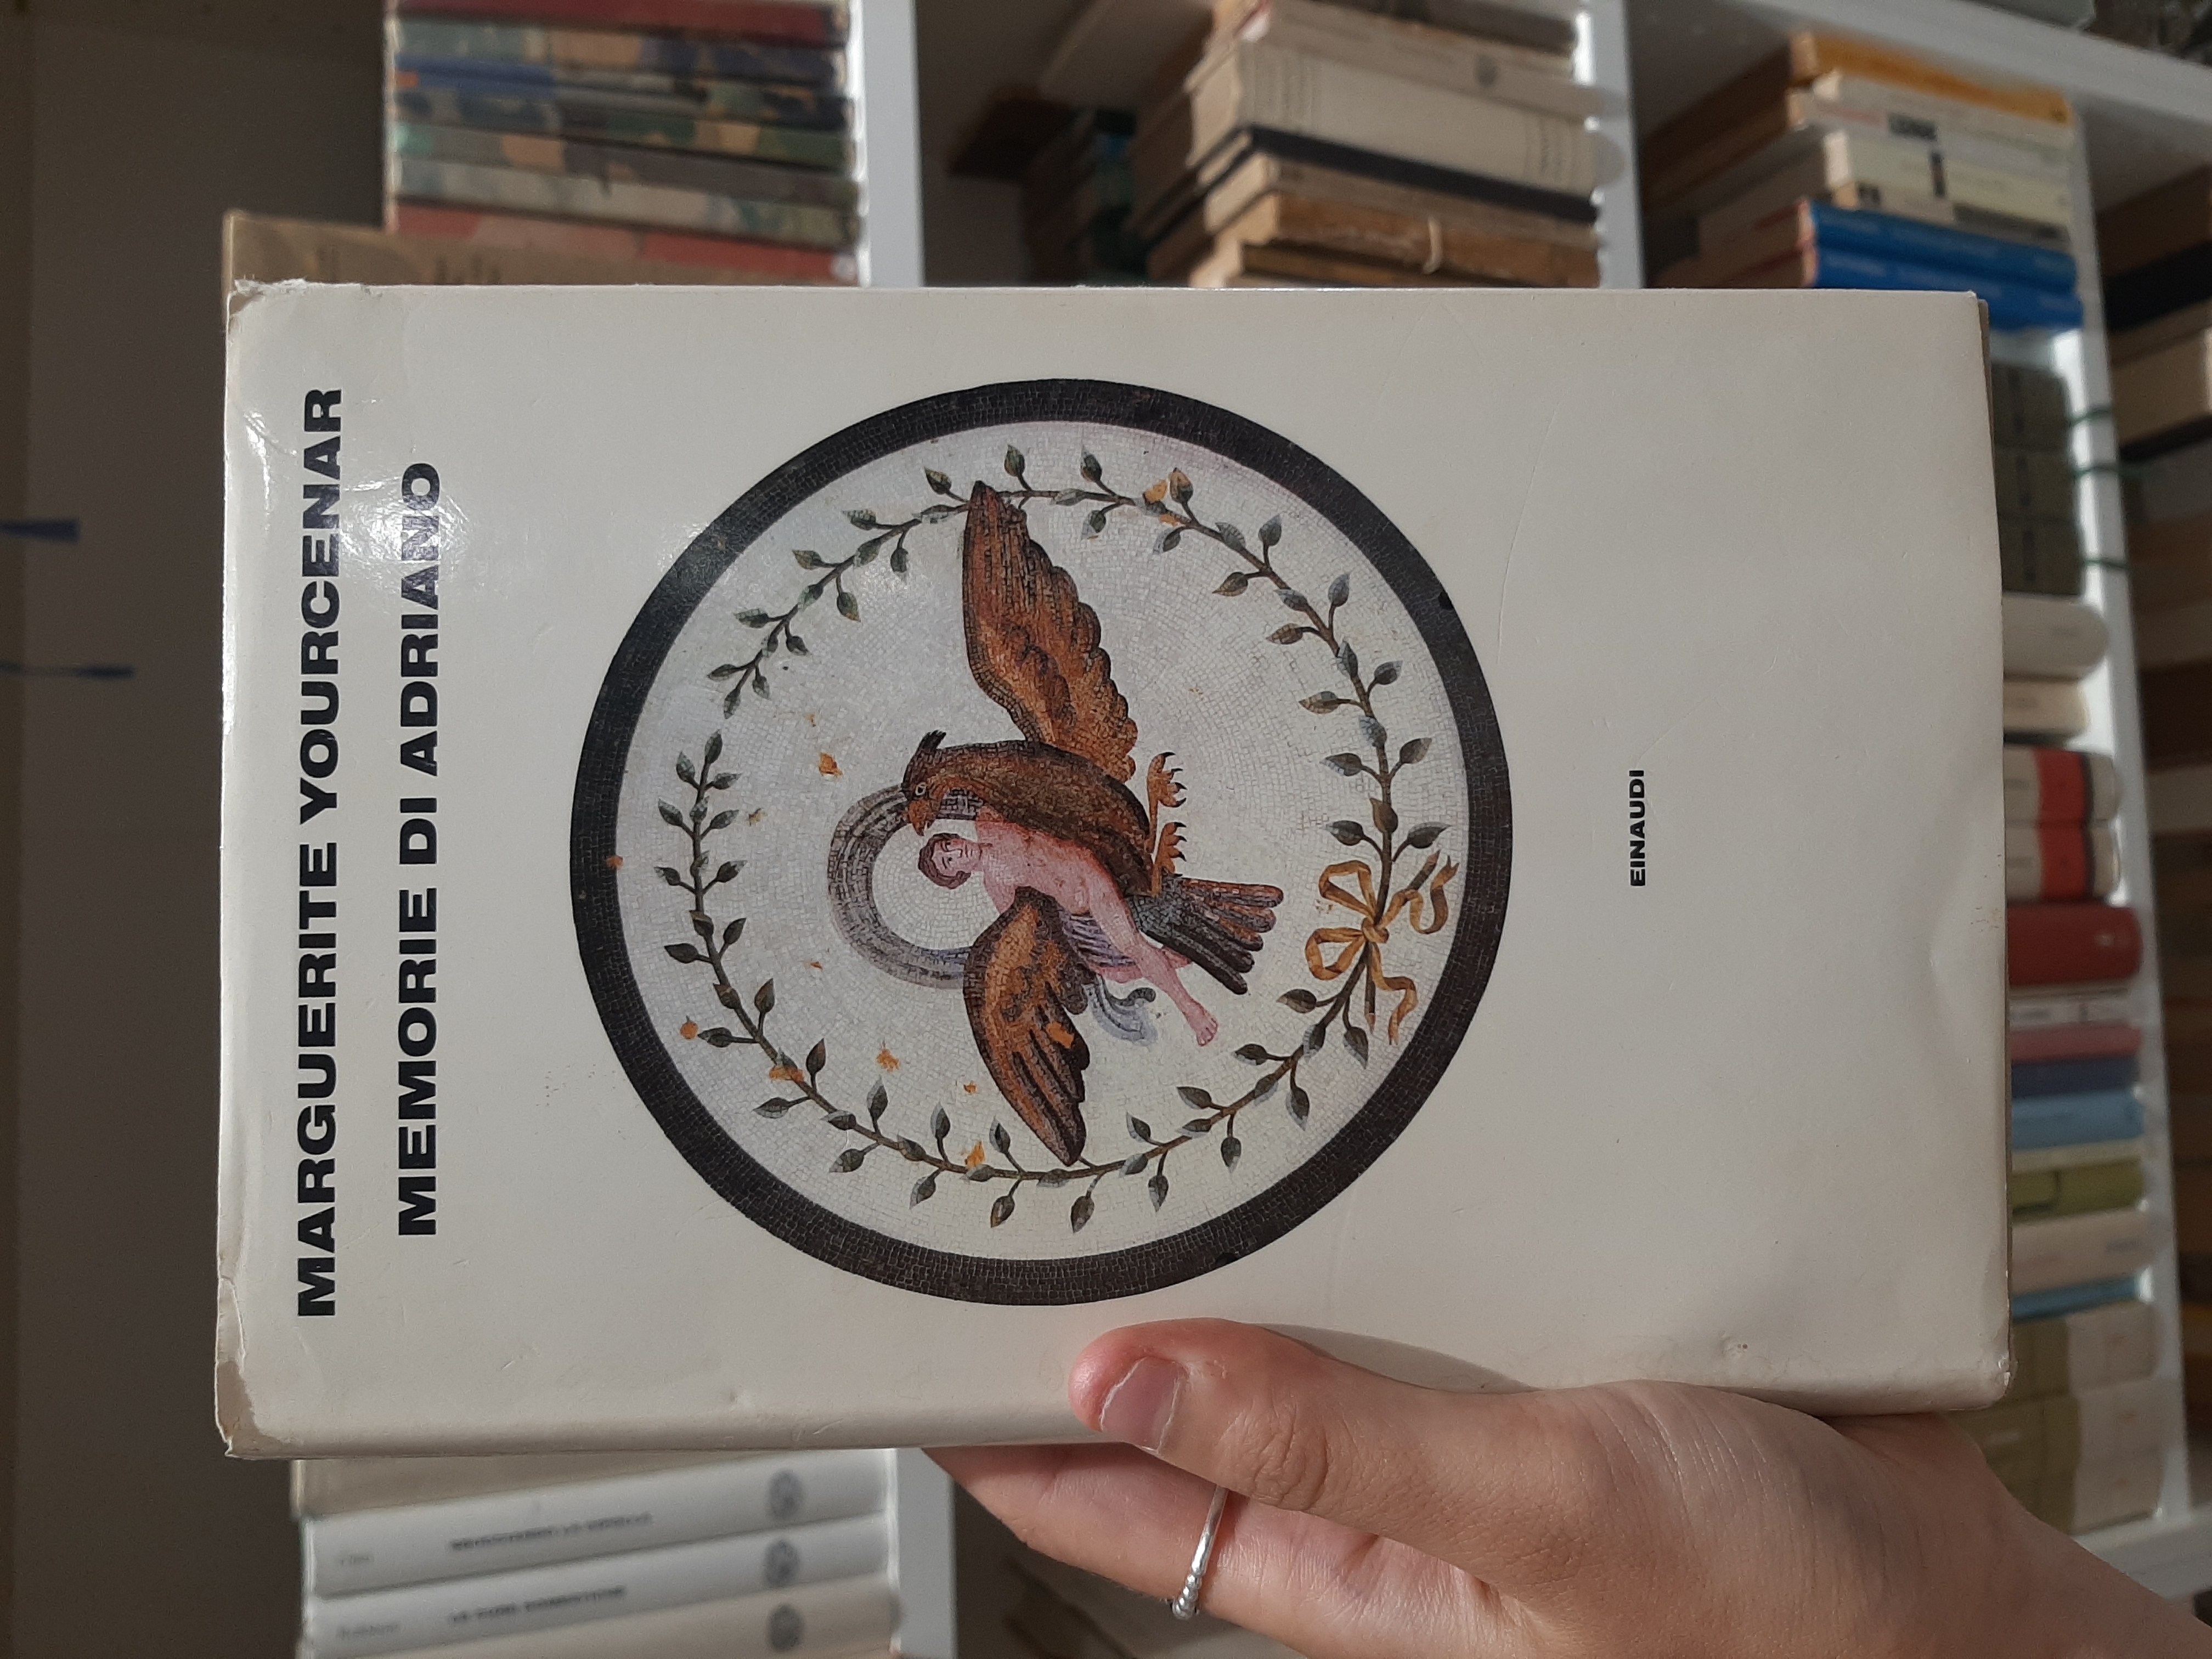 MARGUERITE YOURCENAR
MEMORIE DI ADRIANO
EINAUDI